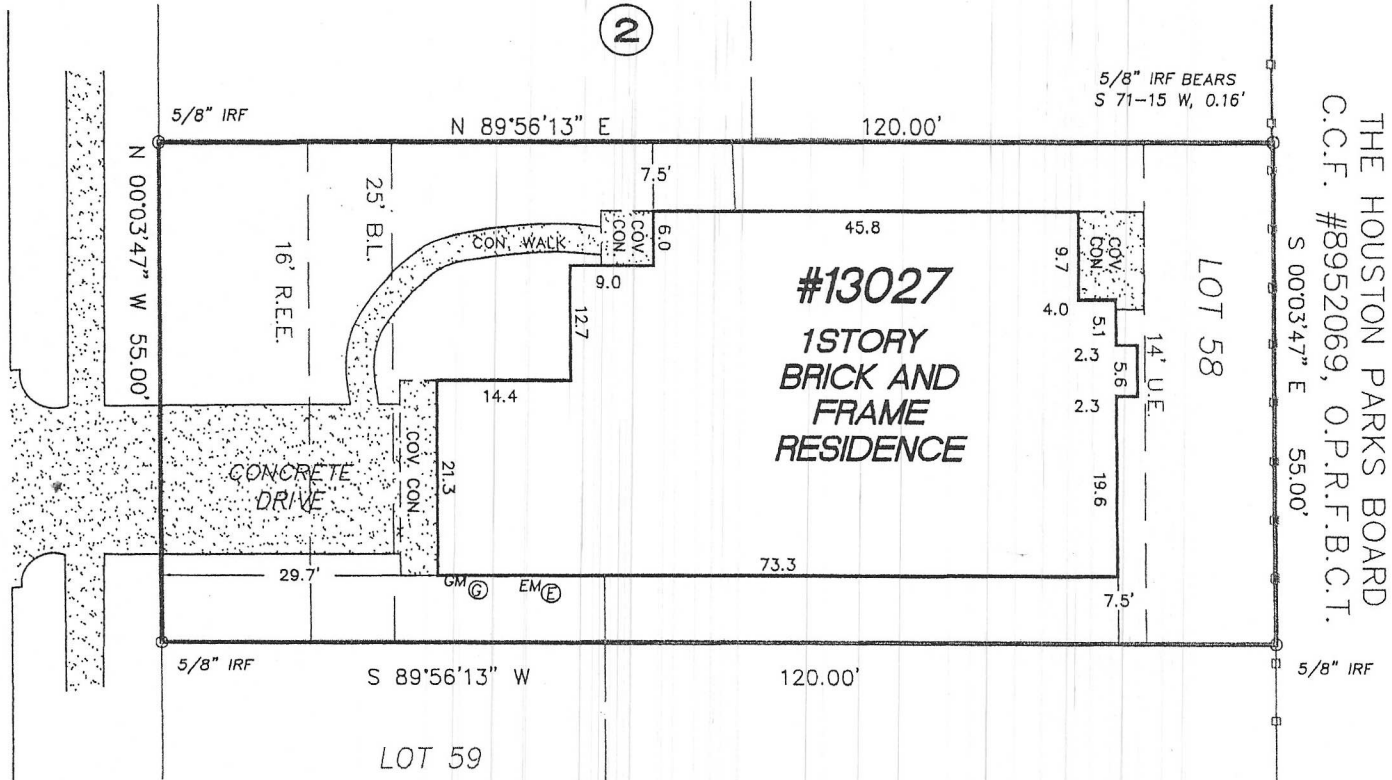 2
5/8" IRF
N 89°56'13" E
120.00'
5/8" IRF BEARS
S 71-15 W, 0.16'
THE HOUSTON PARKS BOARD
C.C.F. #8952069, O.P.R.F.B.C.T.
N 00°03'47" W 55.00'
S 00°03'47" E 55.00'
25' B.L.
16' R.E.E.
7.5'
CON. WALK
COV
CON
6.0
9.0
12.7
14.4
45.8
COV.
CON
9.7
4.0
5.1
2.3
5.6
2.3
14' U.E.
LOT 58
#13027
1STORY
BRICK AND
FRAME
RESIDENCE
CONCRETE
DRIVE
COV. CON.
21.3
19.6
29.7'
GM G
EM E
73.3
7.5'
5/8" IRF
S 89°56'13" W
120.00'
5/8" IRF
LOT 59